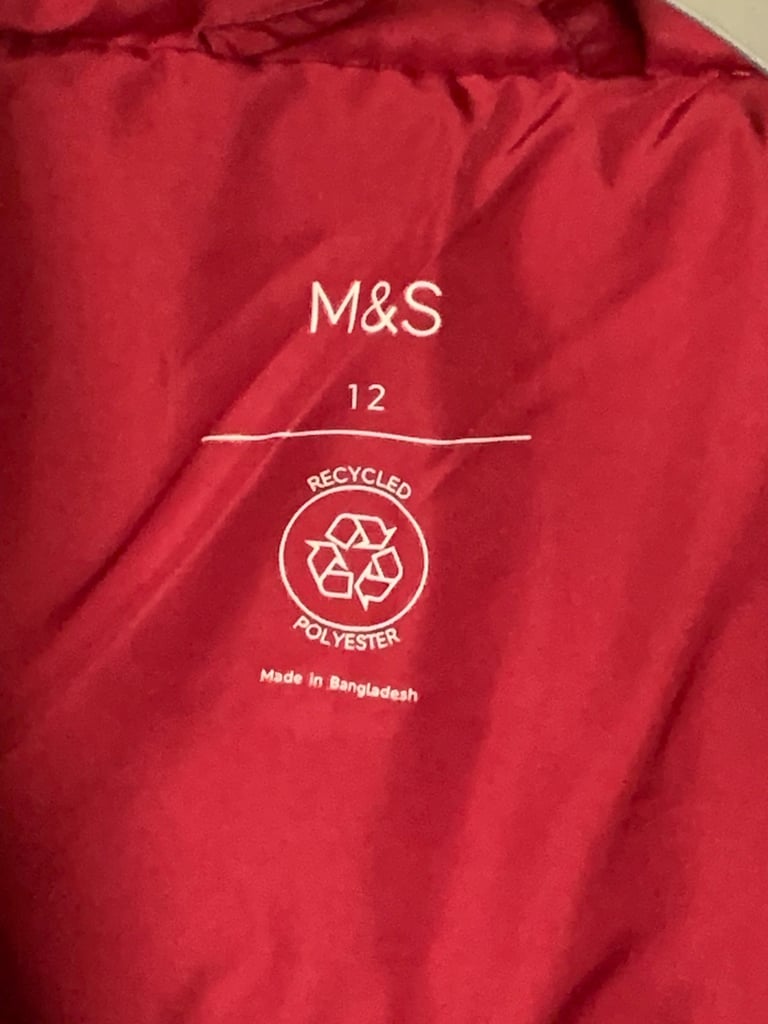 M&S
12
RECYCLED
POLYESTER
Made in Bangladesh